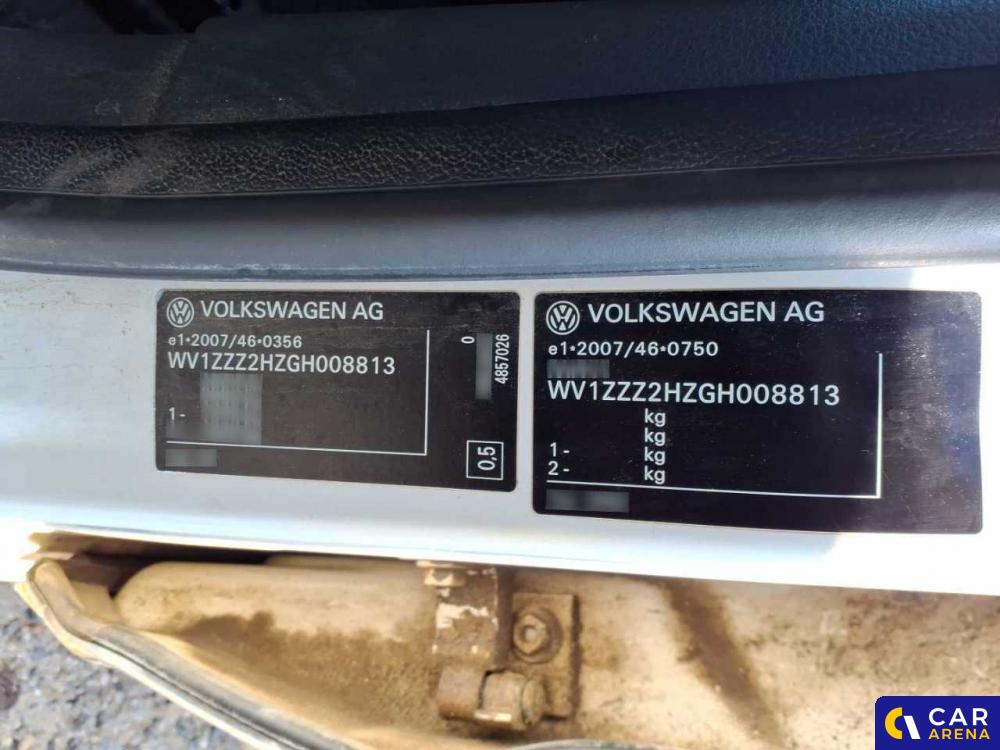 VOLKSWAGEN AG
e1*2007/46*0356
WV1ZZZ2HZGH008813
1-
0
4857026
0,5
VOLKSWAGEN AG
e1*2007/46*0750
WV1ZZZ2HZGH008813
kg
kg
1- kg
2- kg
CAR
ARENA